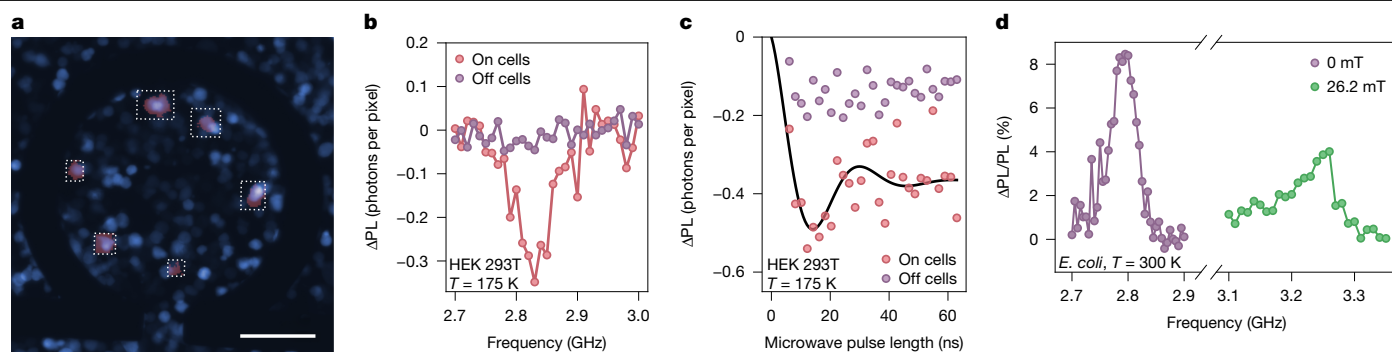 a
b
ΔPL (photons per pixel)
0.2
0.1
0
−0.1
−0.2
−0.3
On cells
Off cells
HEK 293T
T = 175 K
2.7
2.8
2.9
3.0
Frequency (GHz)
c
ΔPL (photons per pixel)
0
−0.2
−0.4
−0.6
HEK 293T
T = 175 K
On cells
Off cells
0
20
40
60
Microwave pulse length (ns)
d
ΔPL/PL (%)
8
6
4
2
0
0 mT
26.2 mT
E. coli, T = 300 K
2.7
2.8
2.9
3.1
3.2
3.3
Frequency (GHz)